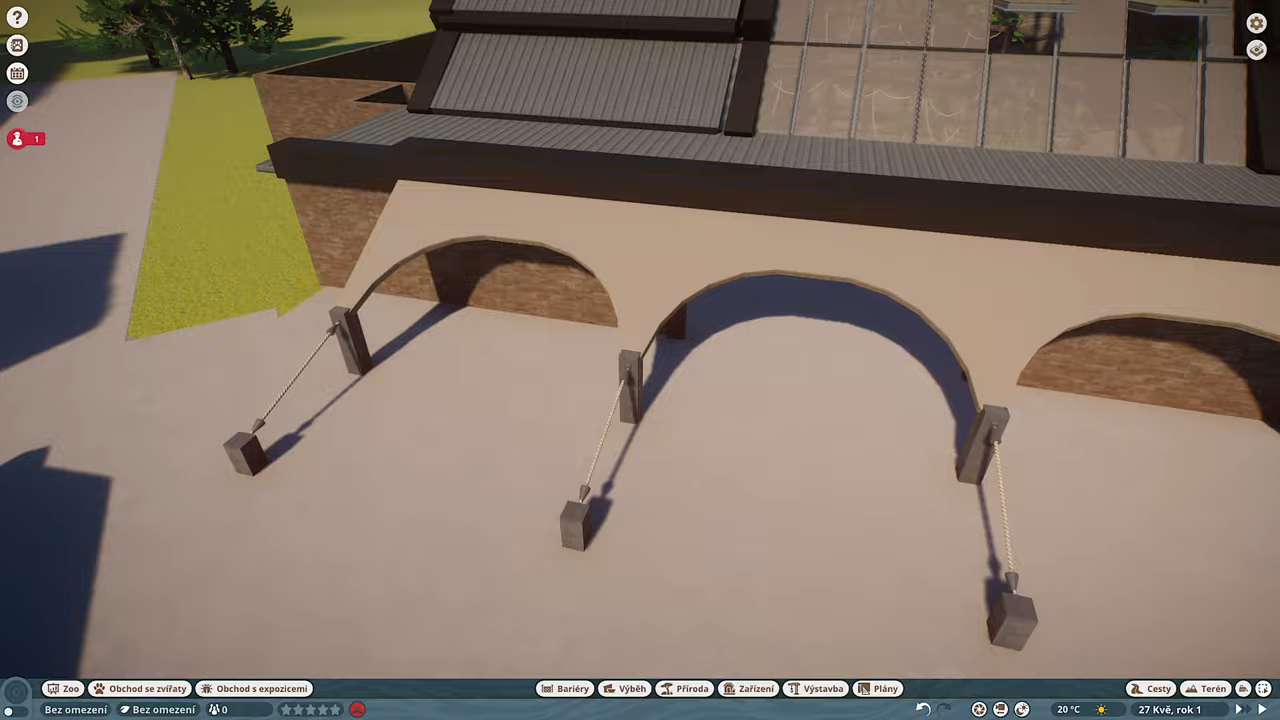 ?
1
Zoo
Obchod se zvířaty
Obchod s expozicemi
Bariéry
Výběh
Příroda
Zařízení
Výstavba
Plány
Cesty
Terén
Bez omezení
Bez omezení
0
20 °C
27 Kvě, rok 1